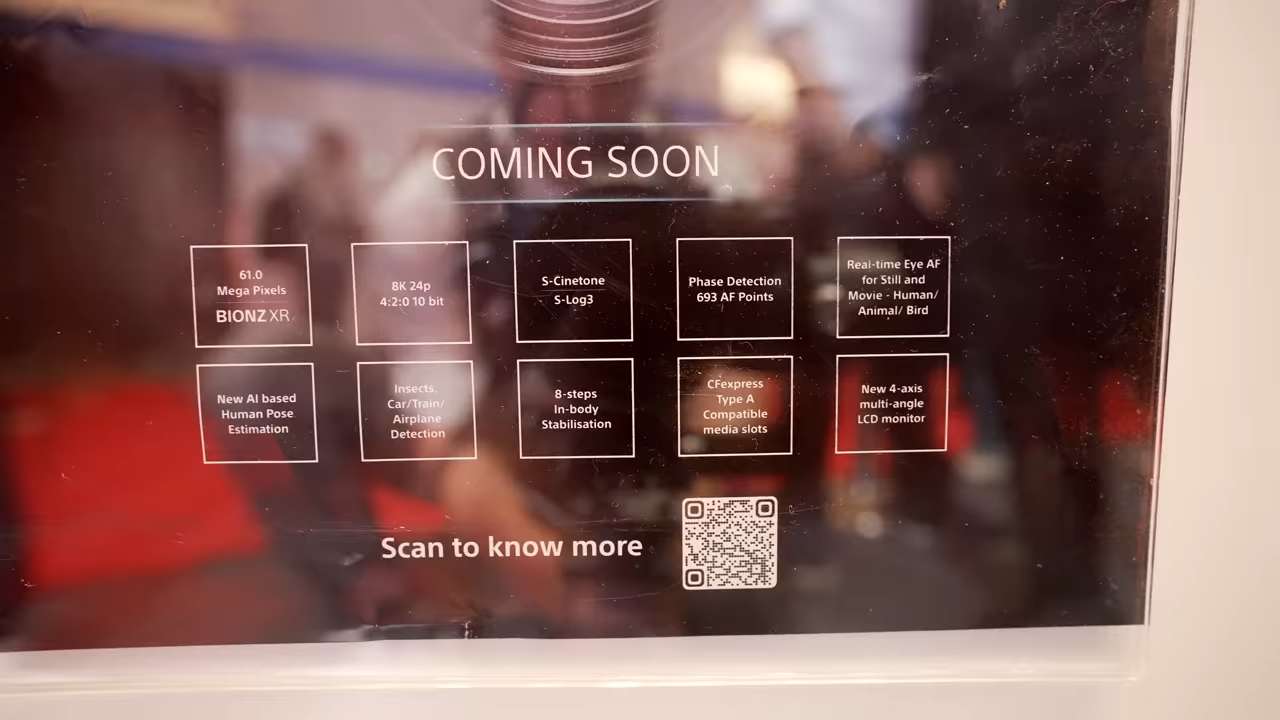 COMING SOON
61.0
Mega Pixels
BIONZ XR
8K 24p
4:2:0 10 bit
S-Cinetone
S-Log3
Phase Detection
693 AF Points
Real-time Eye AF
for Still and
Movie - Human/
Animal/ Bird
New AI based
Human Pose
Estimation
Insects,
Car/Train/
Airplane
Detection
8-steps
In-body
Stabilisation
CFexpress
Type A
Compatible
media slots
New 4-axis
multi-angle
LCD monitor
Scan to know more